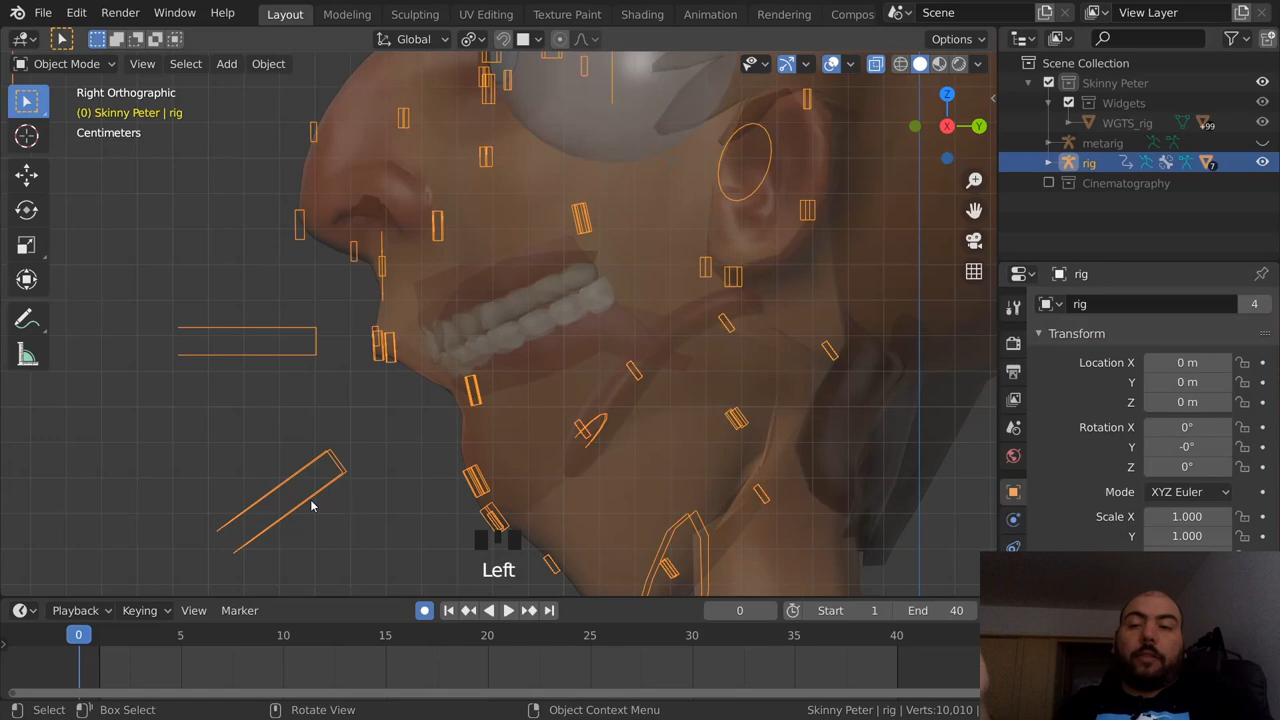 File Edit Render Window Help Layout Modeling Sculpting UV Editing Texture Paint Shading Animation Rendering Compos Scene View Layer
Global Options
Object Mode View Select Add Object
Right Orthographic
(0) Skinny Peter | rig
Centimeters
Z
Y
X
Scene Collection
Skinny Peter
Widgets
WGTS_rig +99
metarig
rig 7
Cinematography
rig
rig 4
Transform
Location X 0 m
Y 0 m
Z 0 m
Rotation X 0°
Y -0°
Z 0°
Mode XYZ Euler
Scale X 1.000
Y 1.000
Left
Playback Keying View Marker 0 Start 1 End 40
0 5 10 15 20 25 30 35 40
Select Box Select Rotate View Object Context Menu Skinny Peter | rig | Verts:10,010